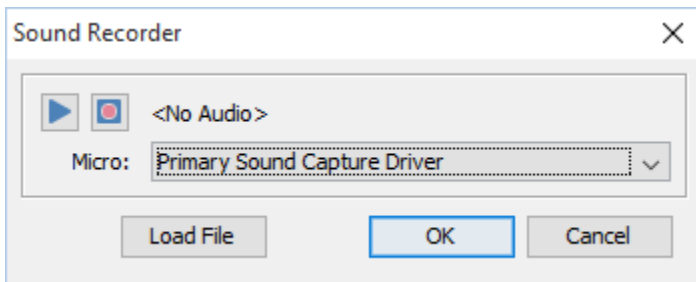 Sound Recorder
<No Audio>
Micro: Primary Sound Capture Driver
Load File OK Cancel